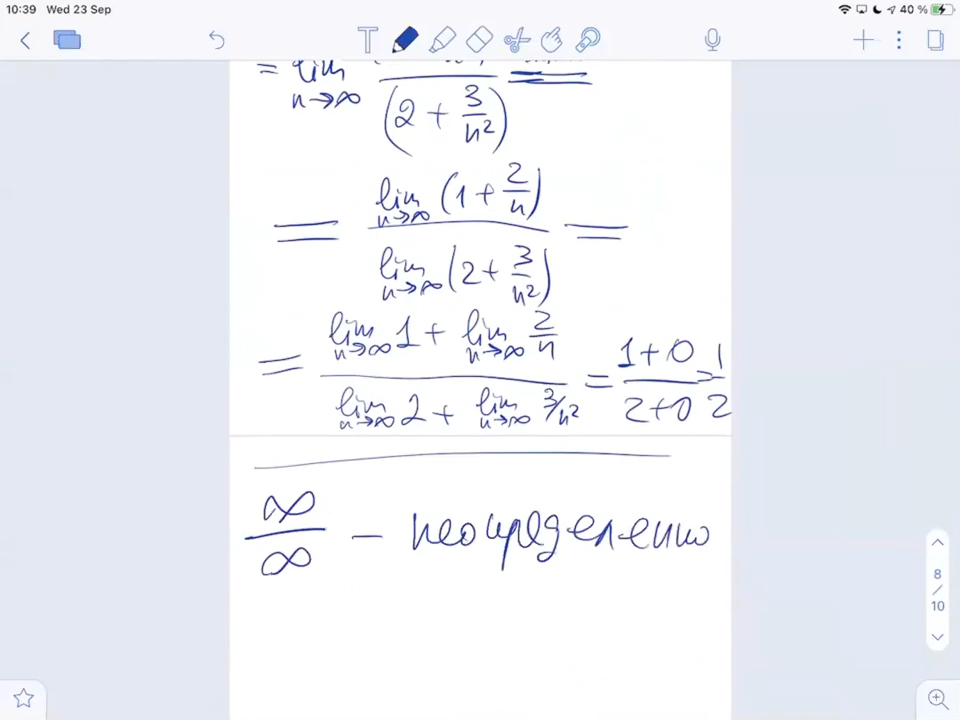 10:39 Wed 23 Sep 40 %
= lim n→∞
(2 + 3/n²)
= lim n→∞ (1 + 2/n) / lim n→∞ (2 + 3/n²) =
= (lim n→∞ 1 + lim n→∞ 2/n) / (lim n→∞ 2 + lim n→∞ 3/n²) = (1+0)/(2+0) = 1/2
∞/∞ — неопределенно
8
/
10